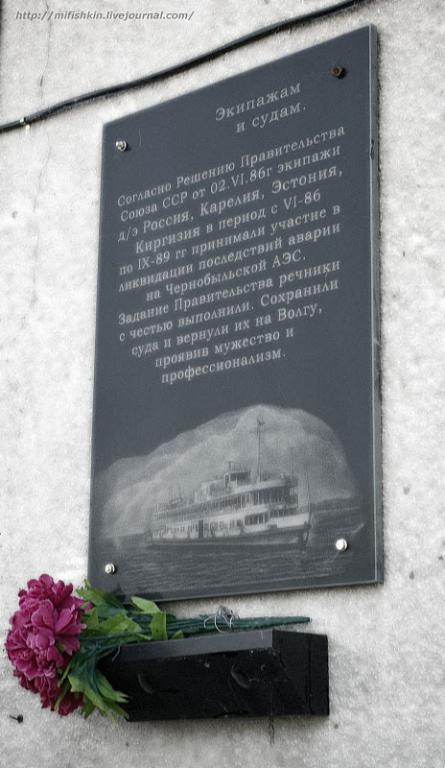 http://mifishkin.livejournal.com/
Экипажам
и судам.
Согласно Решению Правительства
Союза ССР от 02.VI.86г экипажи
д/э Россия, Карелия, Эстония,
Киргизия в период с VI-86
по IX-89 гг принимали участие в
ликвидации последствий аварии
на Чернобыльской АЭС.
Задание Правительства речники
с честью выполнили. Сохранили
суда и вернули их на Волгу,
проявив мужество и
профессионализм.